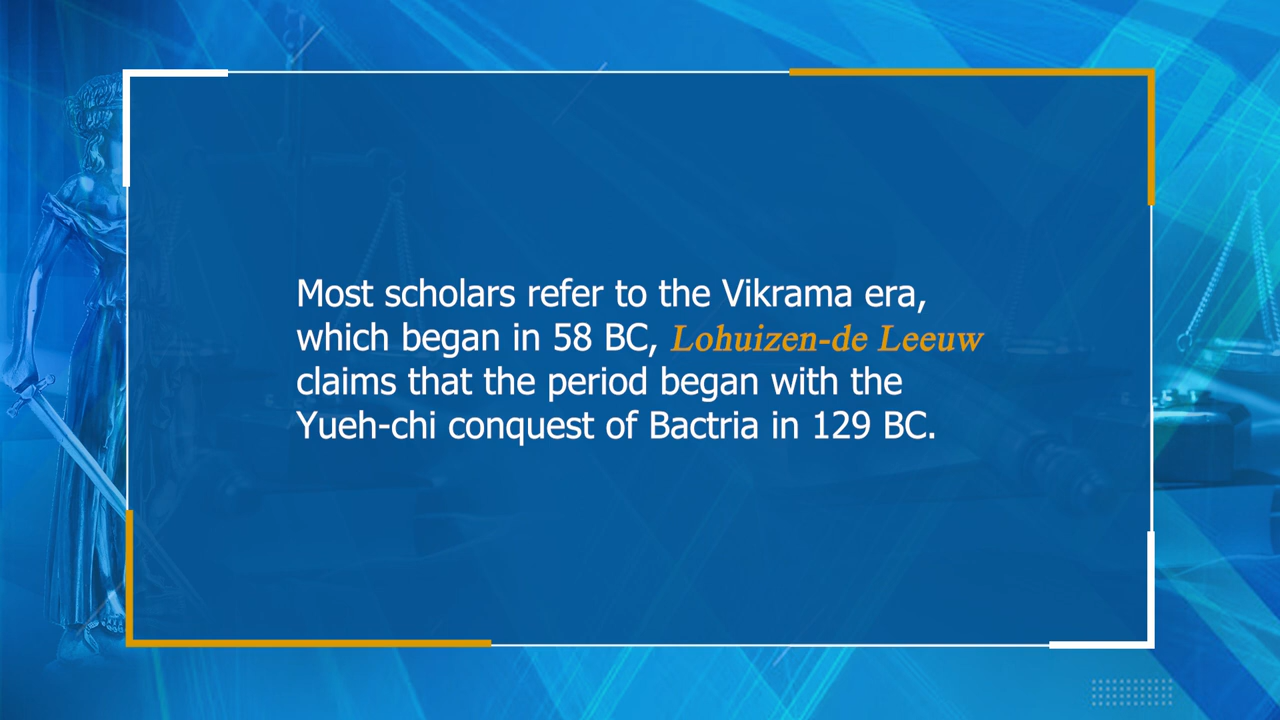 Most scholars refer to the Vikrama era,
which began in 58 BC, Lohuizen-de Leeuw
claims that the period began with the
Yueh-chi conquest of Bactria in 129 BC.